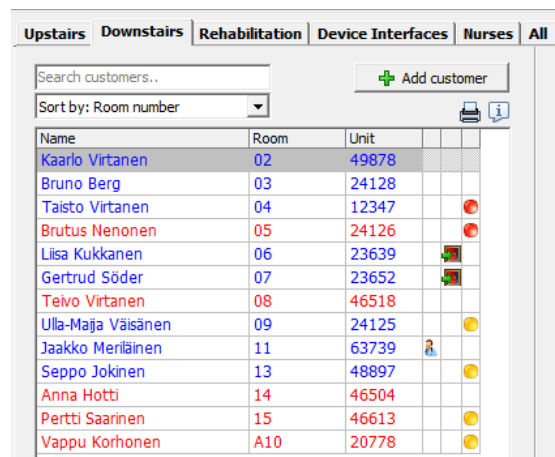 Upstairs Downstairs Rehabilitation Device Interfaces Nurses All
Search customers..
Add customer
Sort by: Room number
Name Room Unit
Kaarlo Virtanen 02 49878
Bruno Berg 03 24128
Taisto Virtanen 04 12347
Brutus Nenonen 05 24126
Liisa Kukkanen 06 23639
Gertrud Söder 07 23652
Teivo Virtanen 08 46518
Ulla-Maija Väisänen 09 24125
Jaakko Meriläinen 11 63739
Seppo Jokinen 13 48897
Anna Hotti 14 46504
Pertti Saarinen 15 46613
Vappu Korhonen A10 20778